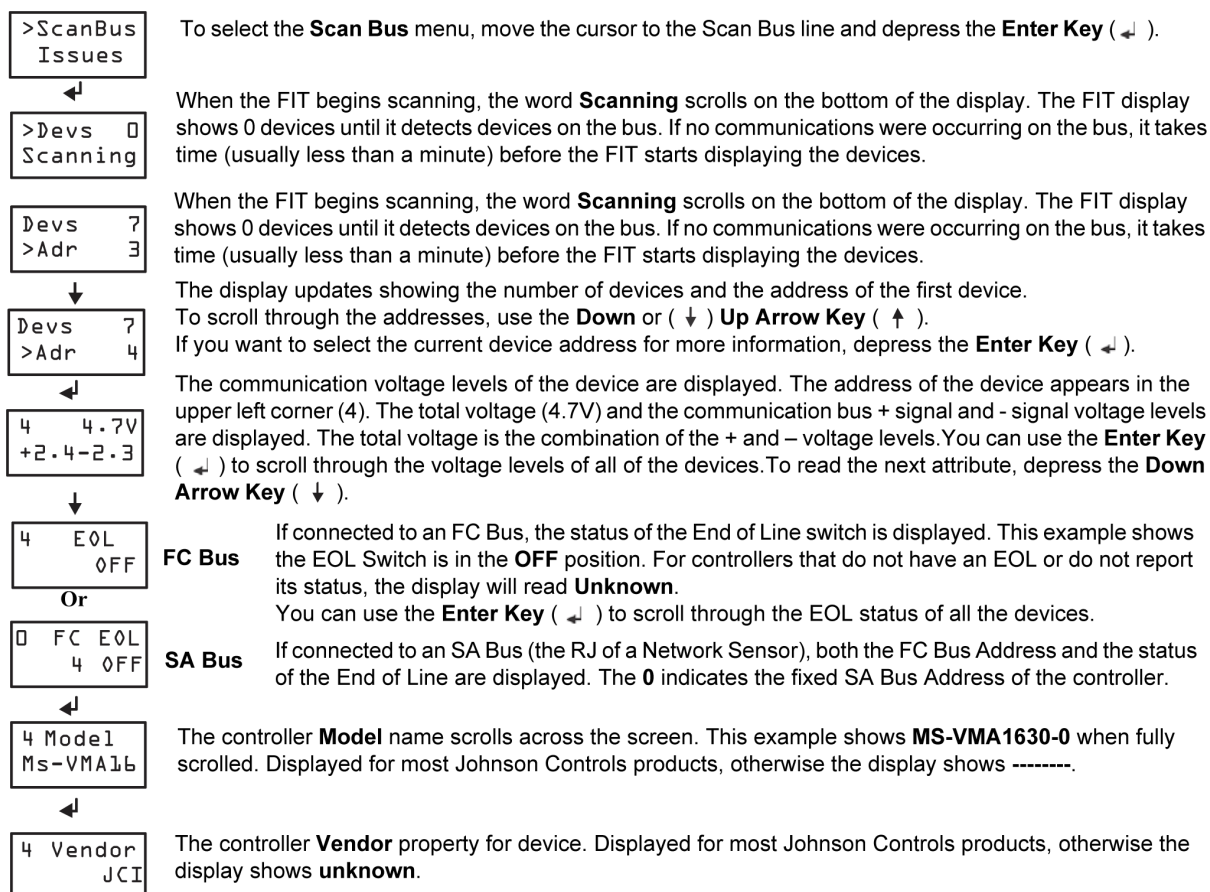 >ScanBus
Issues
To select the Scan Bus menu, move the cursor to the Scan Bus line and depress the Enter Key ( ↵ ).
>Devs 0
Scanning
When the FIT begins scanning, the word Scanning scrolls on the bottom of the display. The FIT display
shows 0 devices until it detects devices on the bus. If no communications were occurring on the bus, it takes
time (usually less than a minute) before the FIT starts displaying the devices.
Devs 7
>Adr 3
When the FIT begins scanning, the word Scanning scrolls on the bottom of the display. The FIT display
shows 0 devices until it detects devices on the bus. If no communications were occurring on the bus, it takes
time (usually less than a minute) before the FIT starts displaying the devices.
Devs 7
>Adr 4
The display updates showing the number of devices and the address of the first device.
To scroll through the addresses, use the Down or ( ↓ ) Up Arrow Key ( ↑ ).
If you want to select the current device address for more information, depress the Enter Key ( ↵ ).
4 4.7V
+2.4-2.3
The communication voltage levels of the device are displayed. The address of the device appears in the
upper left corner (4). The total voltage (4.7V) and the communication bus + signal and - signal voltage levels
are displayed. The total voltage is the combination of the + and – voltage levels.You can use the Enter Key
( ↵ ) to scroll through the voltage levels of all of the devices.To read the next attribute, depress the Down
Arrow Key ( ↓ ).
4 EOL
OFF
FC Bus
If connected to an FC Bus, the status of the End of Line switch is displayed. This example shows
the EOL Switch is in the OFF position. For controllers that do not have an EOL or do not report
its status, the display will read Unknown.
You can use the Enter Key ( ↵ ) to scroll through the EOL status of all the devices.
Or
0 FC EOL
4 OFF
SA Bus
If connected to an SA Bus (the RJ of a Network Sensor), both the FC Bus Address and the status
of the End of Line are displayed. The 0 indicates the fixed SA Bus Address of the controller.
4 Model
Ms-VMA16
The controller Model name scrolls across the screen. This example shows MS-VMA1630-0 when fully
scrolled. Displayed for most Johnson Controls products, otherwise the display shows --------.
4 Vendor
JCI
The controller Vendor property for device. Displayed for most Johnson Controls products, otherwise the
display shows unknown.